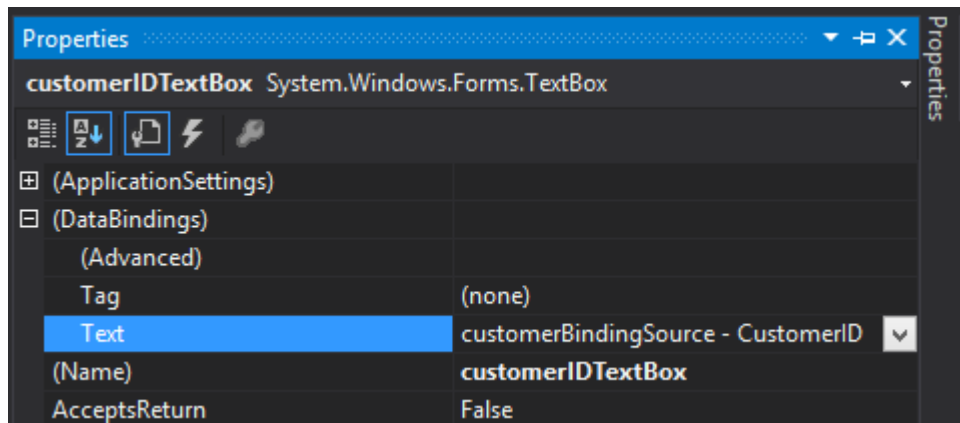 Properties
customerIDTextBox System.Windows.Forms.TextBox
(ApplicationSettings)
(DataBindings)
(Advanced)
Tag (none)
Text customerBindingSource - CustomerID
(Name) customerIDTextBox
AcceptsReturn False
Properties